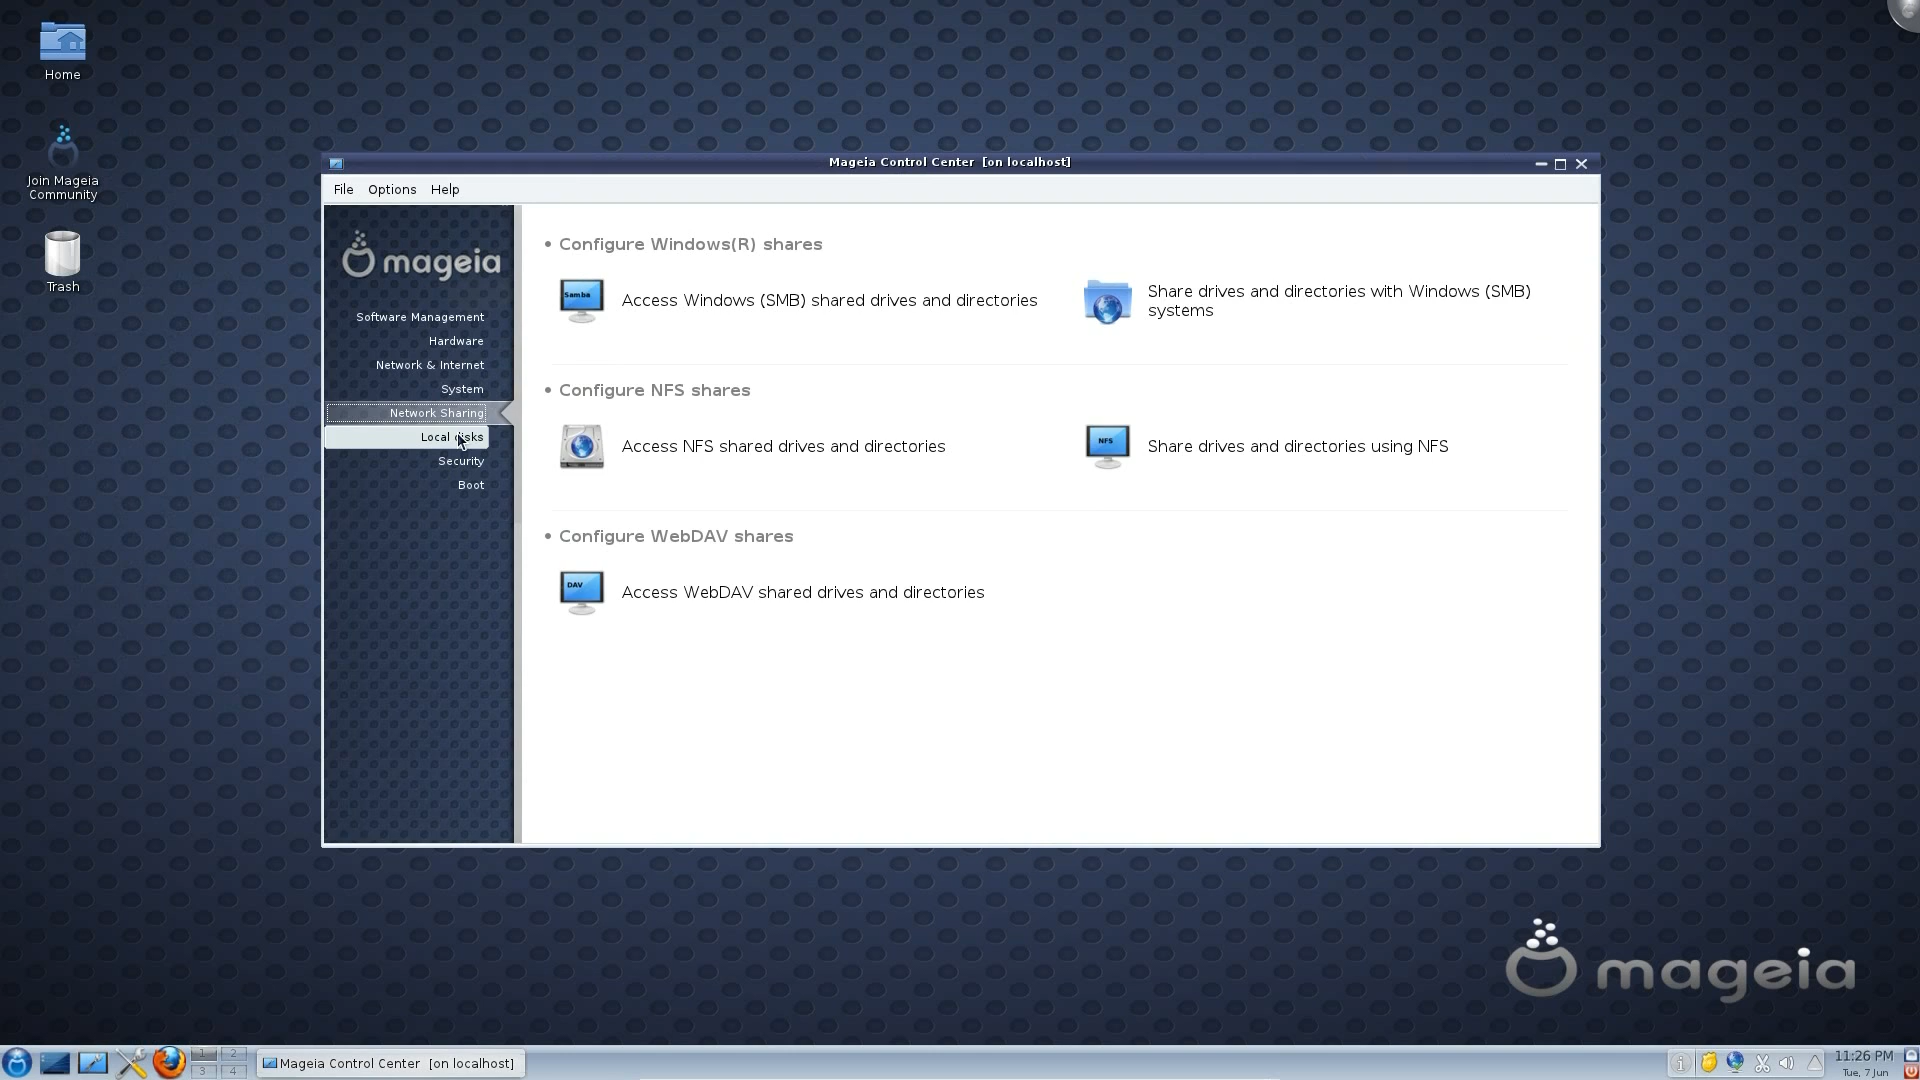 Home
Join Mageia
Community
Trash
Mageia Control Center [on localhost]
File Options Help
mageia
Software Management
Hardware
Network & Internet
System
Network Sharing
Local disks
Security
Boot
• Configure Windows(R) shares
Samba
Access Windows (SMB) shared drives and directories
Share drives and directories with Windows (SMB)
systems
• Configure NFS shares
Access NFS shared drives and directories
NFS
Share drives and directories using NFS
• Configure WebDAV shares
DAV
Access WebDAV shared drives and directories
mageia
1 2
3 4
Mageia Control Center [on localhost]
11:26 PM
Tue, 7 Jun